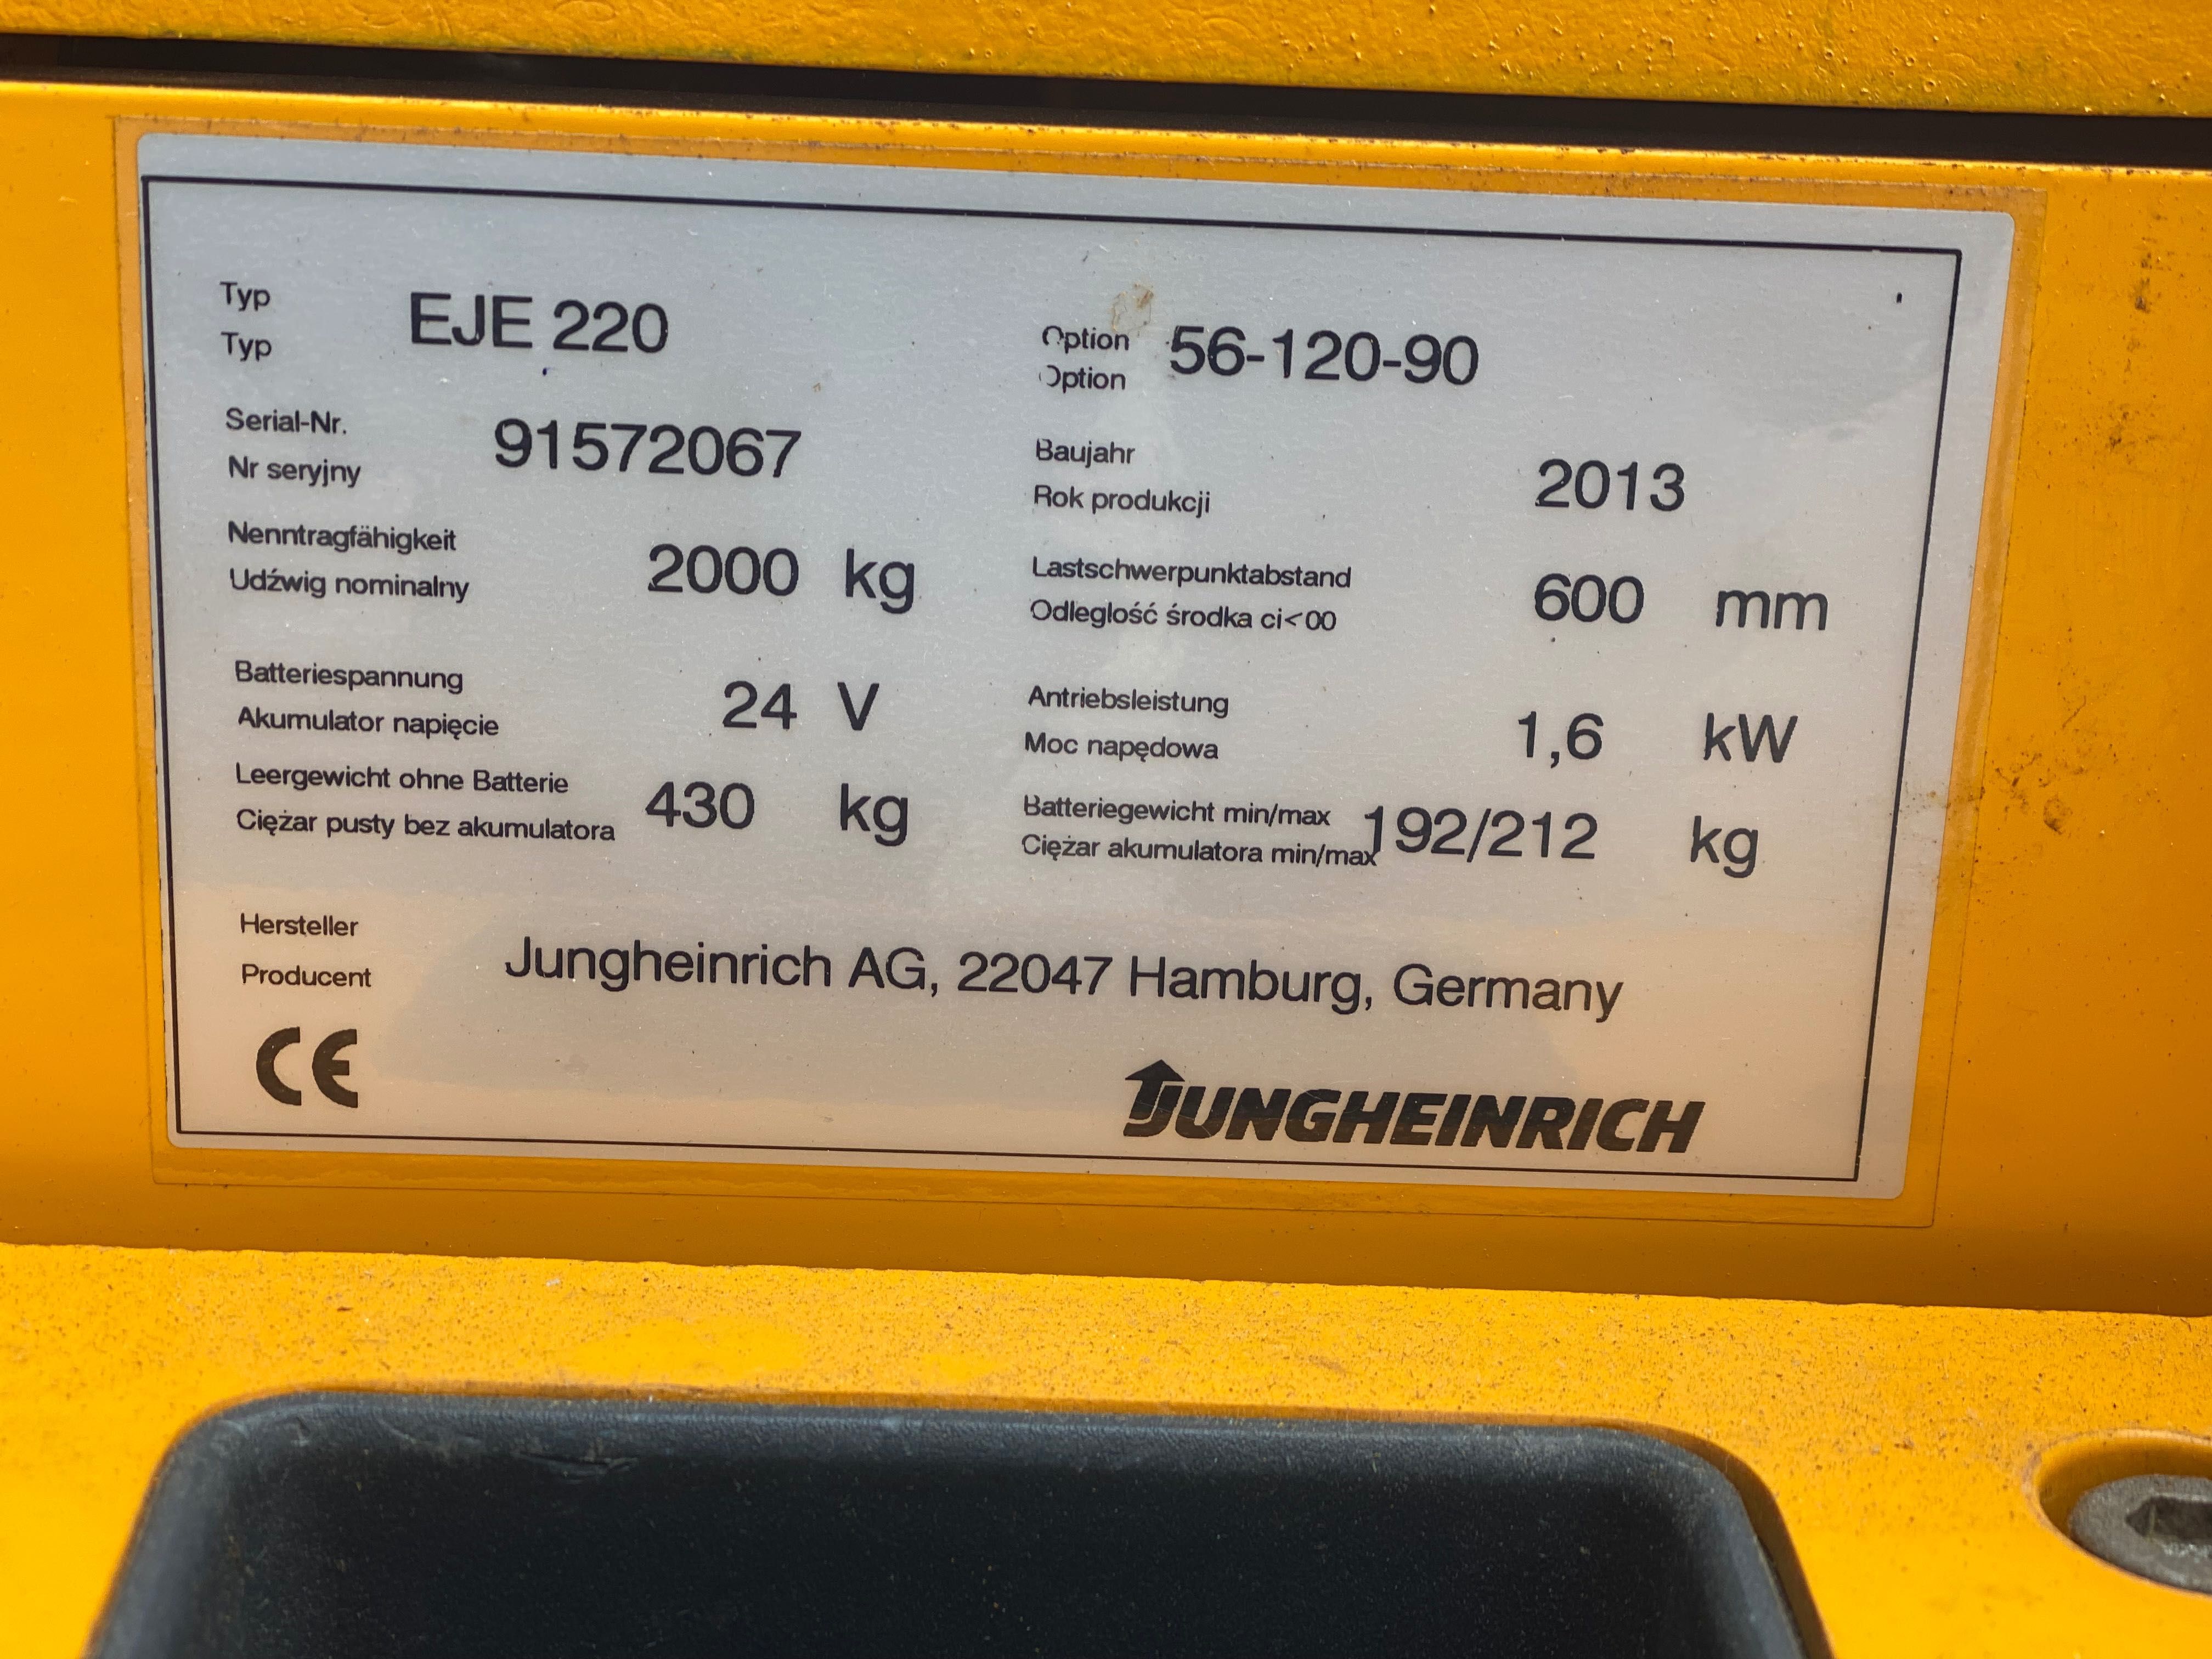 Typ
Typ
EJE 220
Option
Option
56-120-90
Serial-Nr.
Nr seryjny
91572067
Baujahr
Rok produkcji
2013
Nenntragfähigkeit
Udźwig nominalny
2000 kg
Lastschwerpunktabstand
Odleglość środka ci<00
600 mm
Batteriespannung
Akumulator napięcie
24 V
Antriebsleistung
Moc napędowa
1,6 kW
Leergewicht ohne Batterie
Ciężar pusty bez akumulatora
430 kg
Batteriegewicht min/max
Ciężar akumulatora min/max
192/212 kg
Hersteller
Producent
Jungheinrich AG, 22047 Hamburg, Germany
CE
JUNGHEINRICH